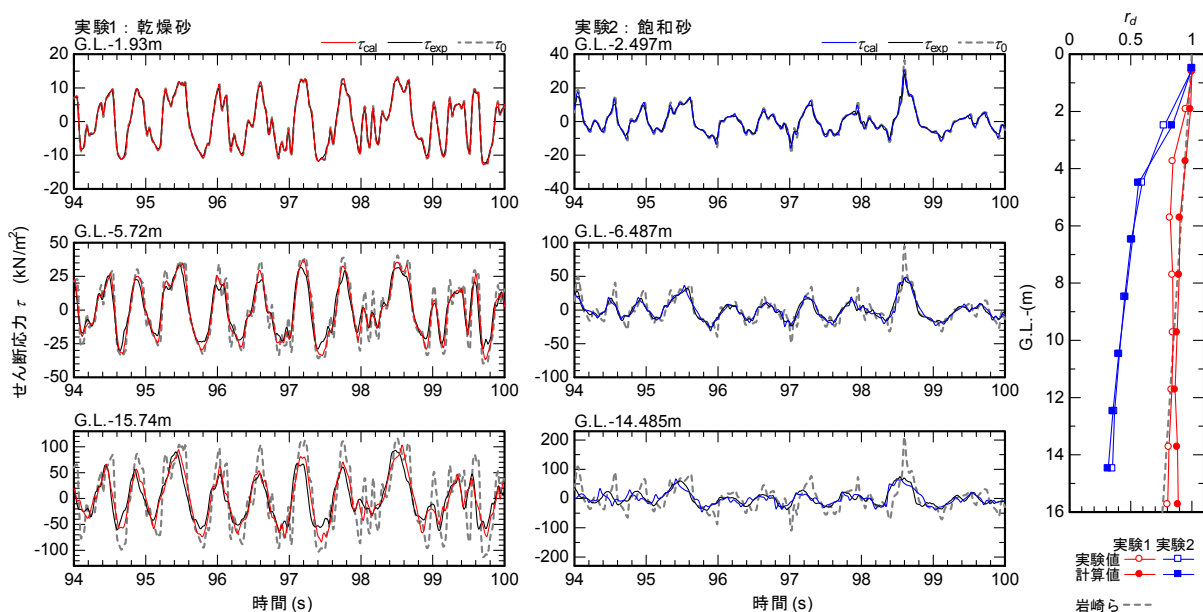 実験1：乾燥砂
G.L.-1.93m
τcal τexp τ0
20
10
0
-10
-20
94 95 96 97 98 99 100
G.L.-5.72m
50
25
0
-25
-50
94 95 96 97 98 99 100
G.L.-15.74m
100
50
0
-50
-100
94 95 96 97 98 99 100
時間 (s)
せん断応力 τ (kN/m²)
実験2：飽和砂
G.L.-2.497m
τcal τexp τ0
40
20
0
-20
-40
94 95 96 97 98 99 100
G.L.-6.487m
100
50
0
-50
-100
94 95 96 97 98 99 100
G.L.-14.485m
200
100
0
-100
-200
94 95 96 97 98 99 100
時間 (s)
rd
0 0.5 1
0
2
4
6
8
10
12
14
16
G.L.-(m)
実験1 実験2
実験値
計算値
岩崎ら